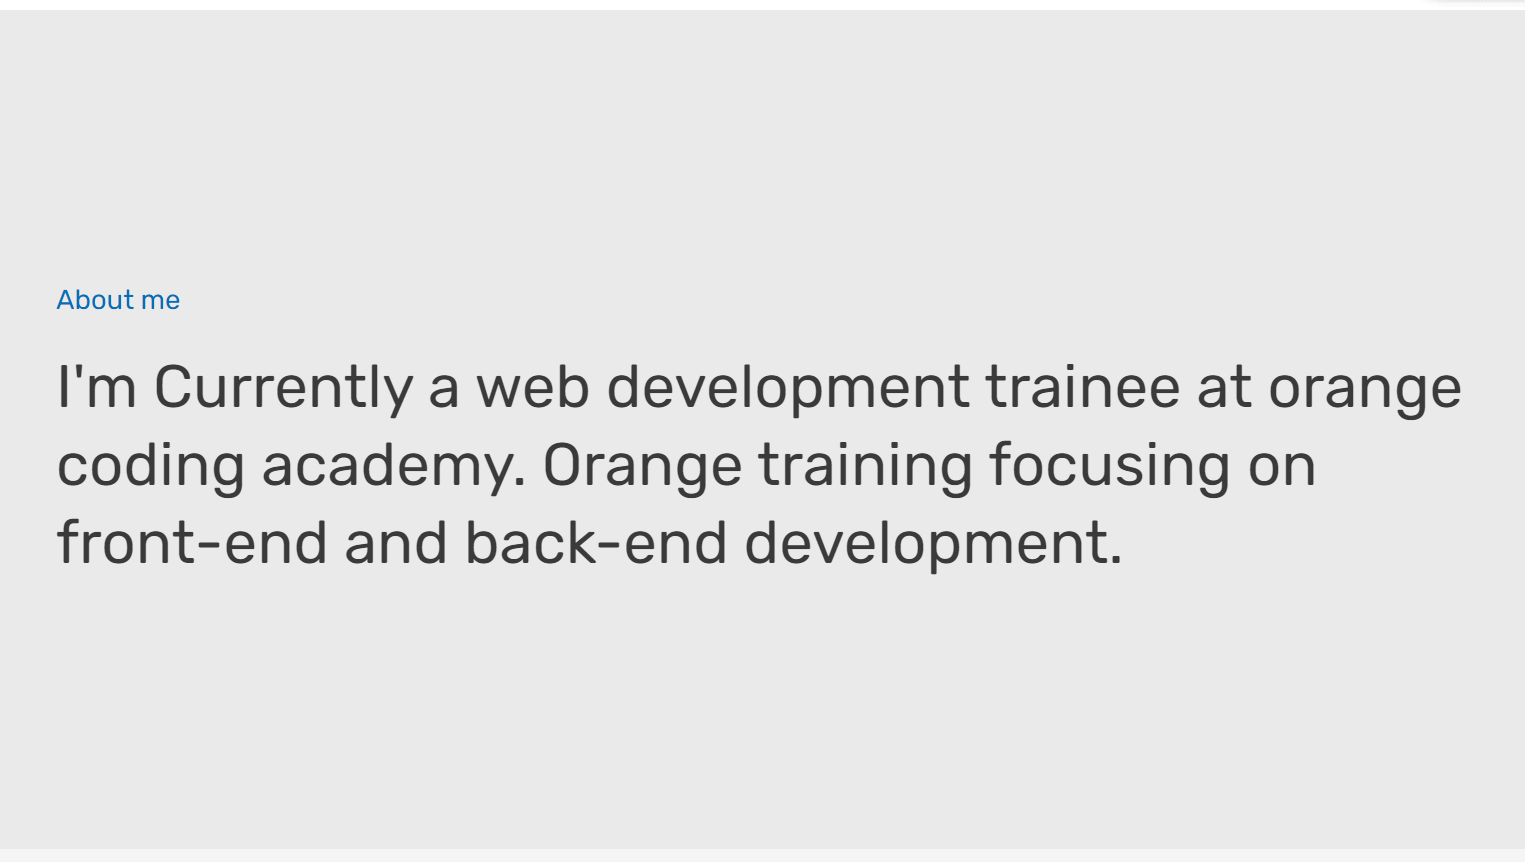 About me
I'm Currently a web development trainee at orange
coding academy. Orange training focusing on
front-end and back-end development.